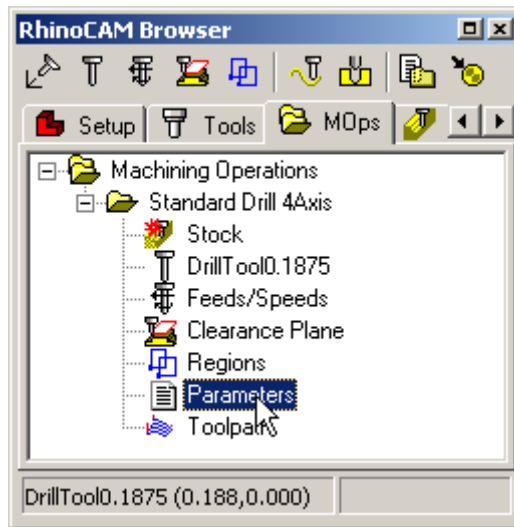 RhinoCAM Browser
Setup Tools MOps
Machining Operations
Standard Drill 4Axis
Stock
DrillTool0.1875
Feeds/Speeds
Clearance Plane
Regions
Parameters
Toolpath
DrillTool0.1875 (0.188,0.000)